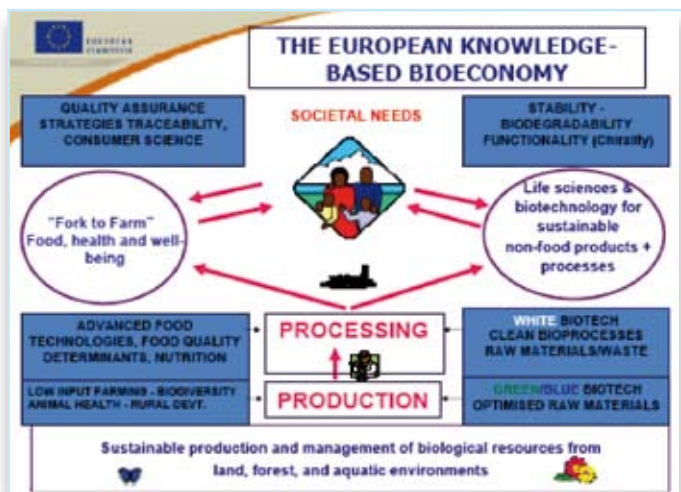 EUROPEAN
COMMISSION
THE EUROPEAN KNOWLEDGE-
BASED BIOECONOMY
QUALITY ASSURANCE
STRATEGIES TRACEABILITY,
CONSUMER SCIENCE
SOCIETAL NEEDS
STABILITY -
BIODEGRADABILITY
FUNCTIONALITY (Chirality)
"Fork to Farm"
Food, health and well-
being
Life sciences &
biotechnology for
sustainable
non-food products +
processes
ADVANCED FOOD
TECHNOLOGIES, FOOD QUALITY
DETERMINANTS, NUTRITION
PROCESSING
WHITE BIOTECH
CLEAN BIOPROCESSES
RAW MATERIALS/WASTE
LOW INPUT FARMING - BIODIVERSITY
ANIMAL HEALTH - RURAL DEVT.
PRODUCTION
GREEN/BLUE BIOTECH
OPTIMISED RAW MATERIALS
Sustainable production and management of biological resources from
land, forest, and aquatic environments